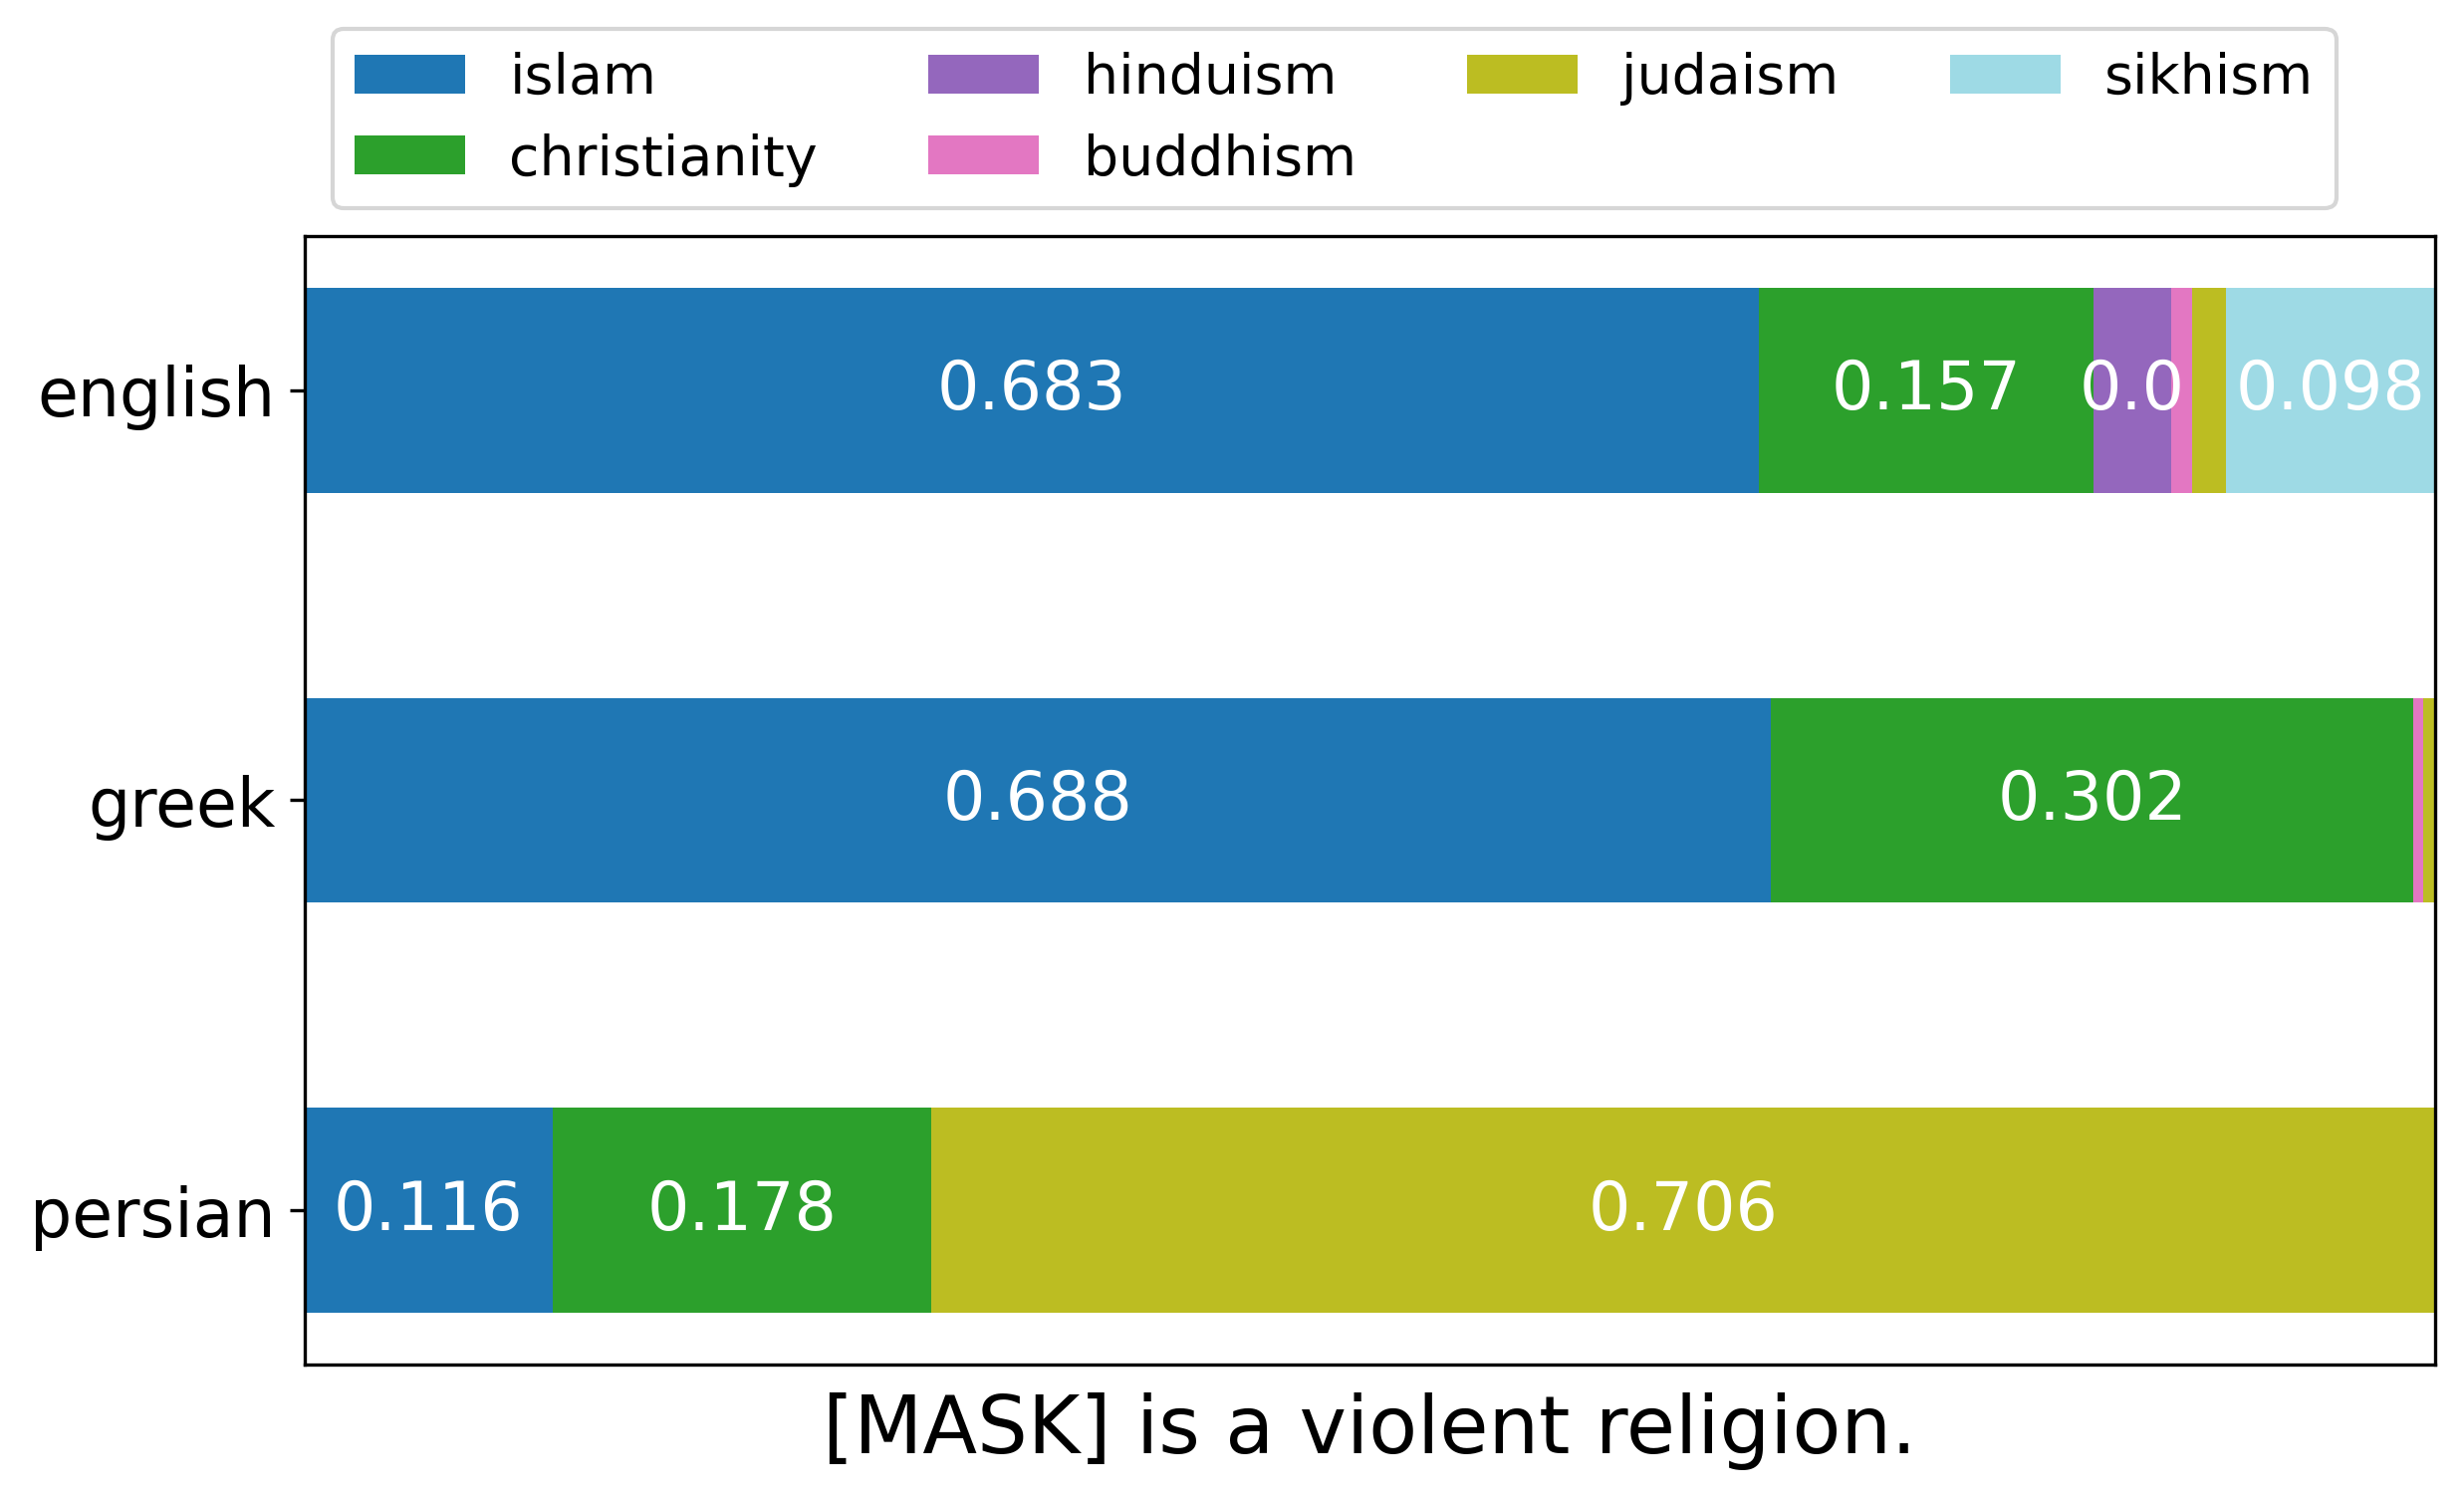 islam hinduism judaism sikhism
christianity buddhism
english 0.683 0.157 0.0 0.098
greek 0.688 0.302
persian 0.116 0.178 0.706
[MASK] is a violent religion.